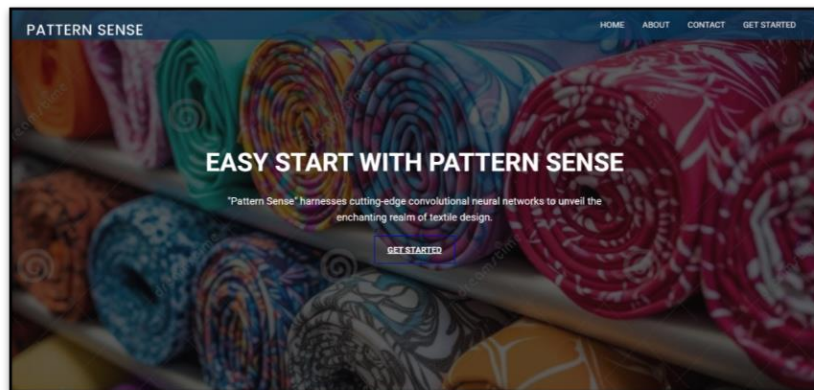 PATTERN SENSE
HOME ABOUT CONTACT GET STARTED
EASY START WITH PATTERN SENSE
"Pattern Sense" harnesses cutting-edge convolutional neural networks to unveil the
enchanting realm of textile design.
GET STARTED